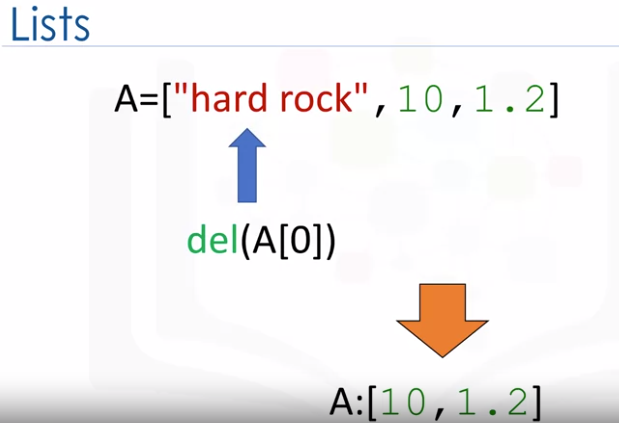 Lists
A=["hard rock",10,1.2]
del(A[0])
A:[10,1.2]